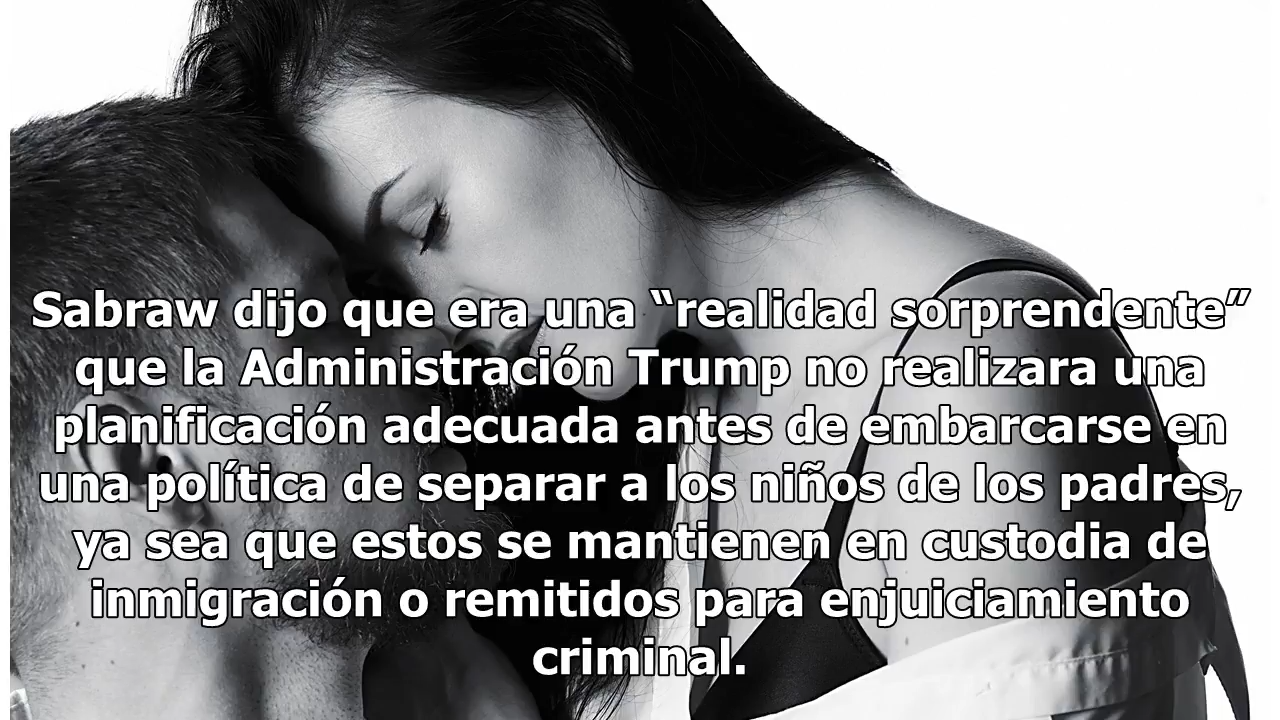 Sabraw dijo que era una “realidad sorprendente”
que la Administración Trump no realizara una
planificación adecuada antes de embarcarse en
una política de separar a los niños de los padres,
ya sea que estos se mantienen en custodia de
inmigración o remitidos para enjuiciamiento
criminal.